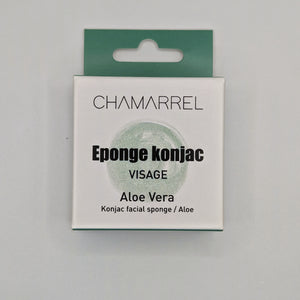 CHAMARREL
Eponge konjac
VISAGE
Aloe Vera
Konjac facial sponge / Aloe